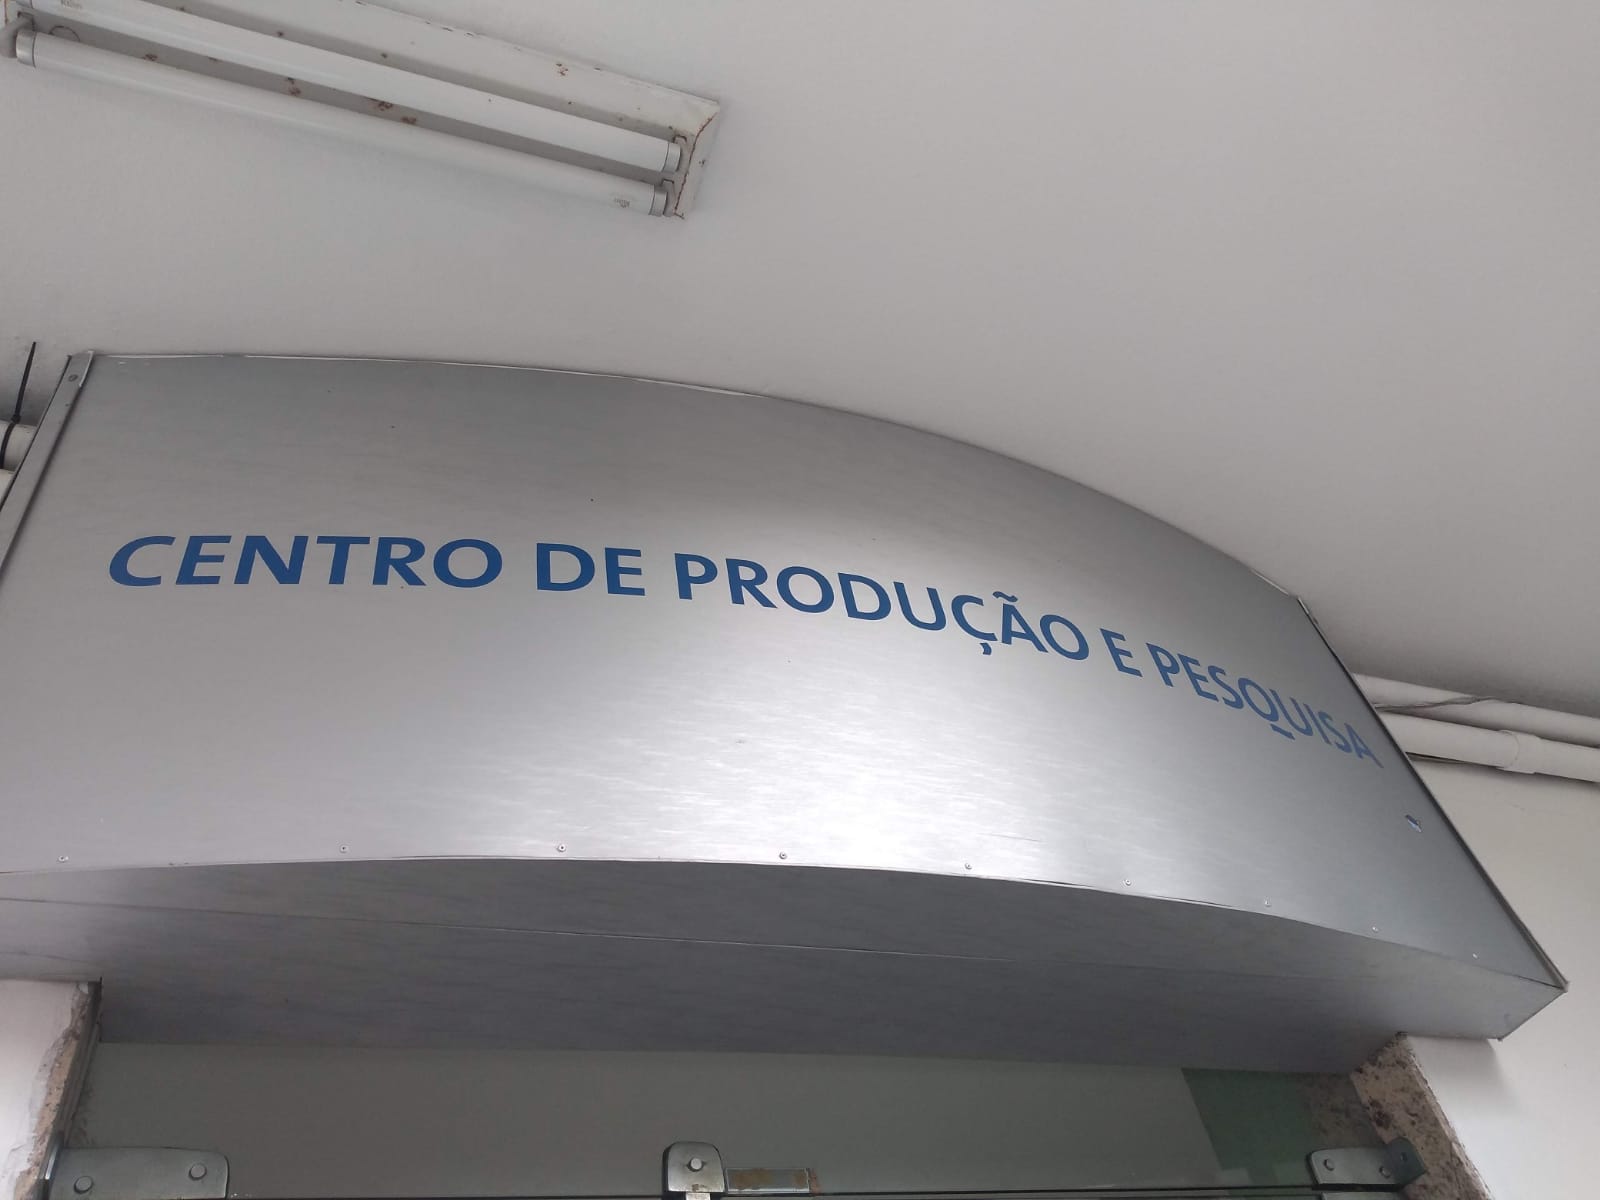 CENTRO DE PRODUÇÃO E PESQUISA